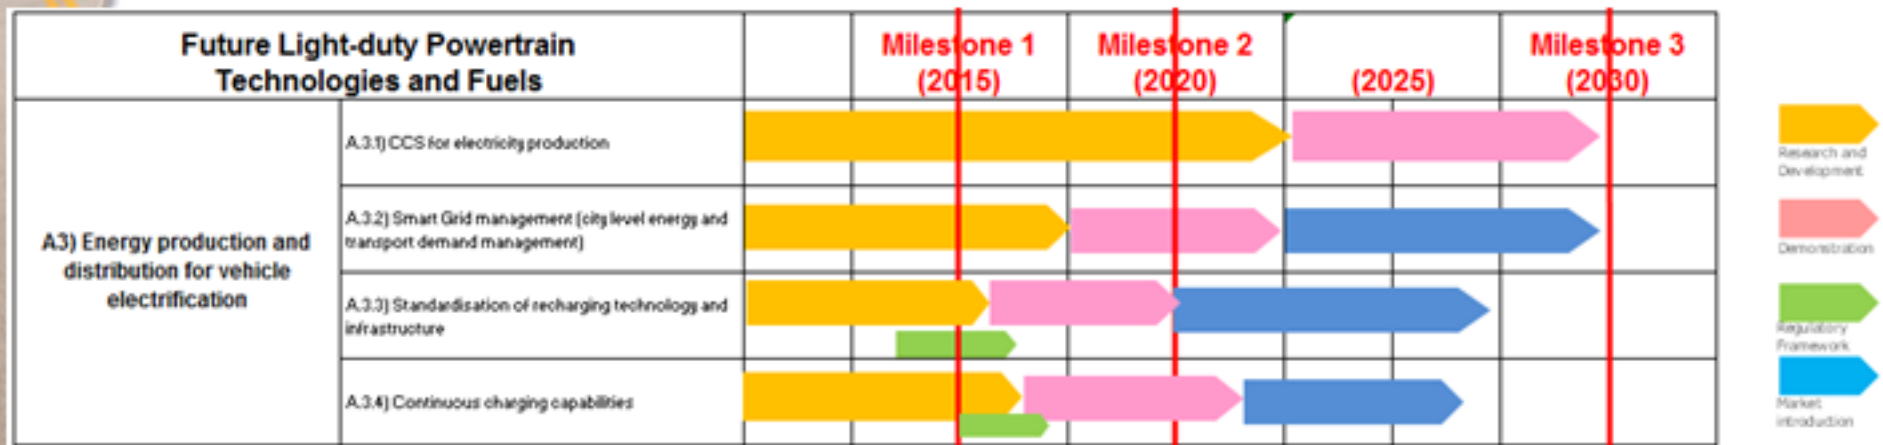 Future Light-duty Powertrain
Technologies and Fuels
Milestone 1
(2015)
Milestone 2
(2020)
(2025)
Milestone 3
(2030)
A3) Energy production and
distribution for vehicle
electrification
A.3.1) CCS for electricity production
A.3.2) Smart Grid management (city level energy and
transport demand management)
A.3.3) Standardisation of recharging technology and
infrastructure
A.3.4) Continuous charging capabilities
Research and
Development
Demonstration
Regulatory
Framework
Market
introduction